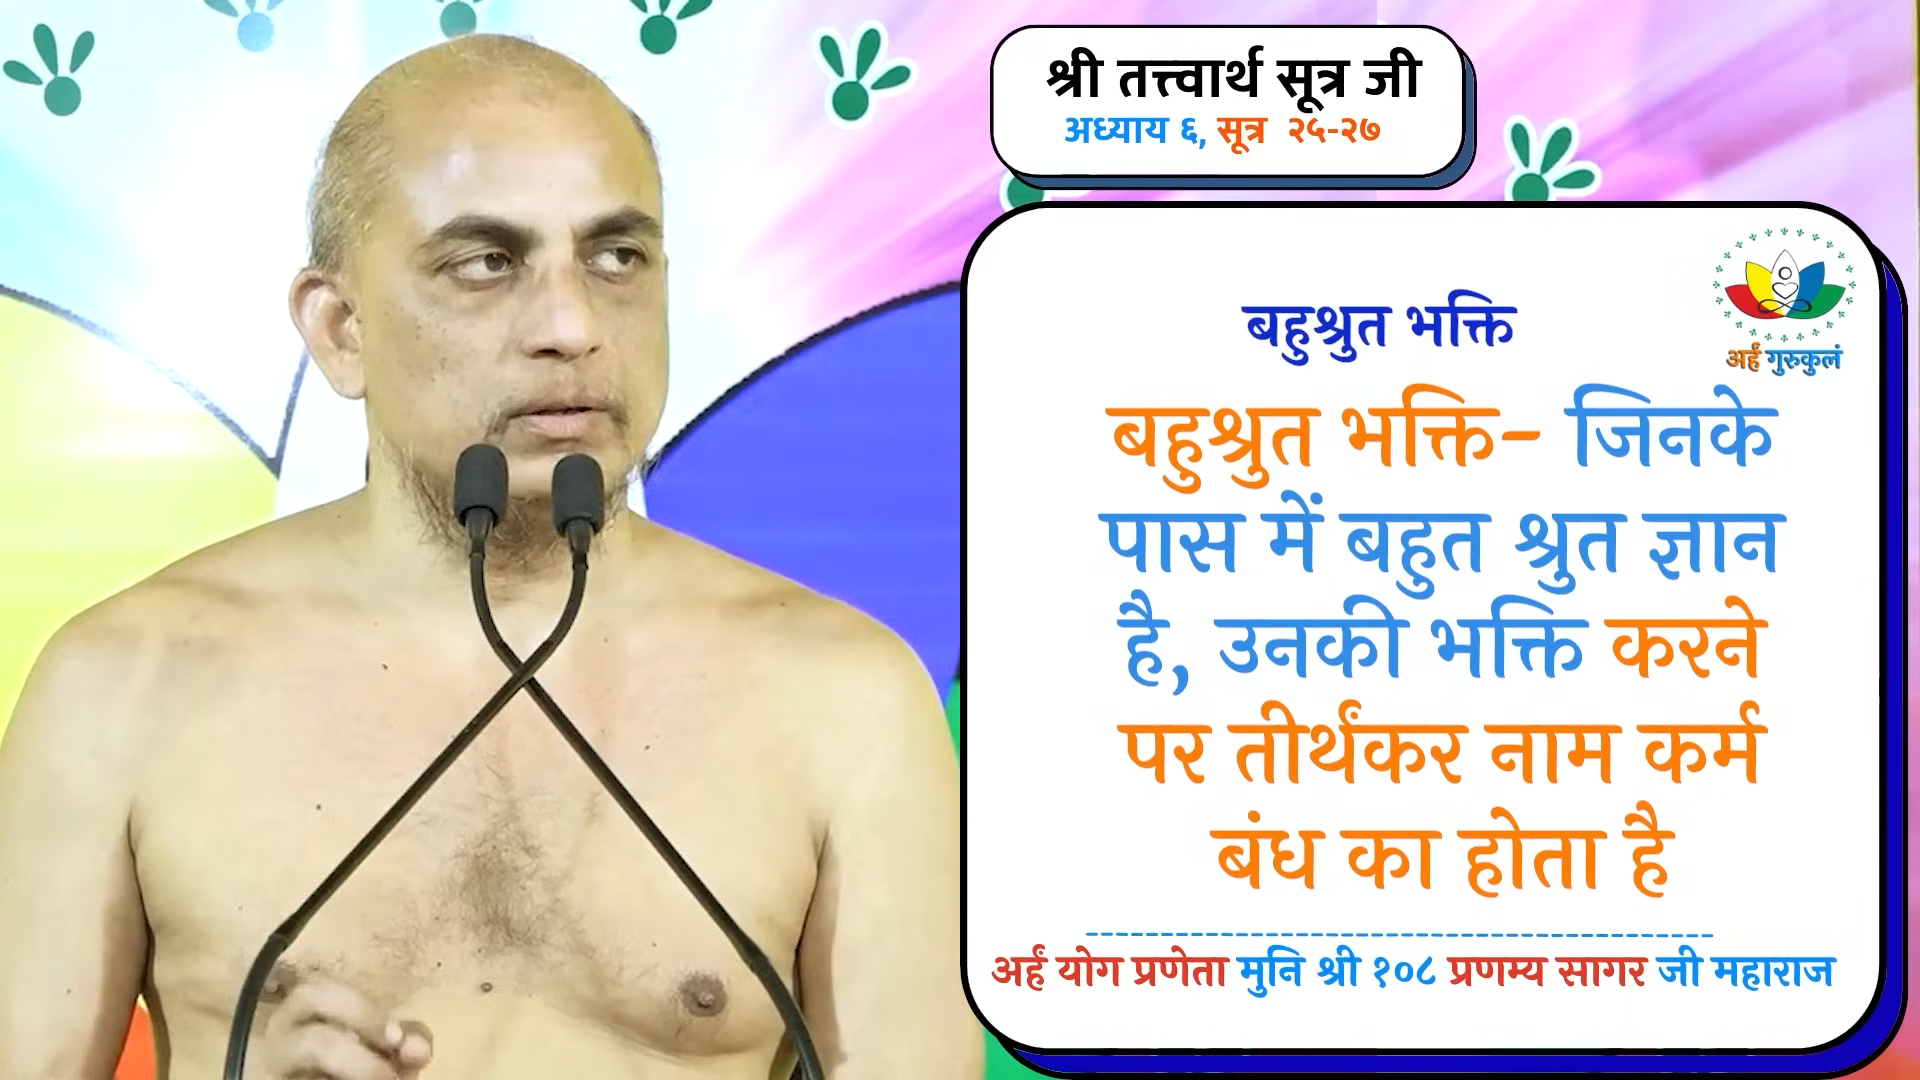 श्री तत्त्वार्थ सूत्र जी
अध्याय ६, सूत्र २५-२७
अर्हं गुरुकुलं
बहुश्रुत भक्ति
बहुश्रुत भक्ति- जिनके
पास में बहुत श्रुत ज्ञान
है, उनकी भक्ति करने
पर तीर्थंकर नाम कर्म
बंध का होता है
अर्हं योग प्रणेता मुनि श्री १०८ प्रणम्य सागर जी महाराज